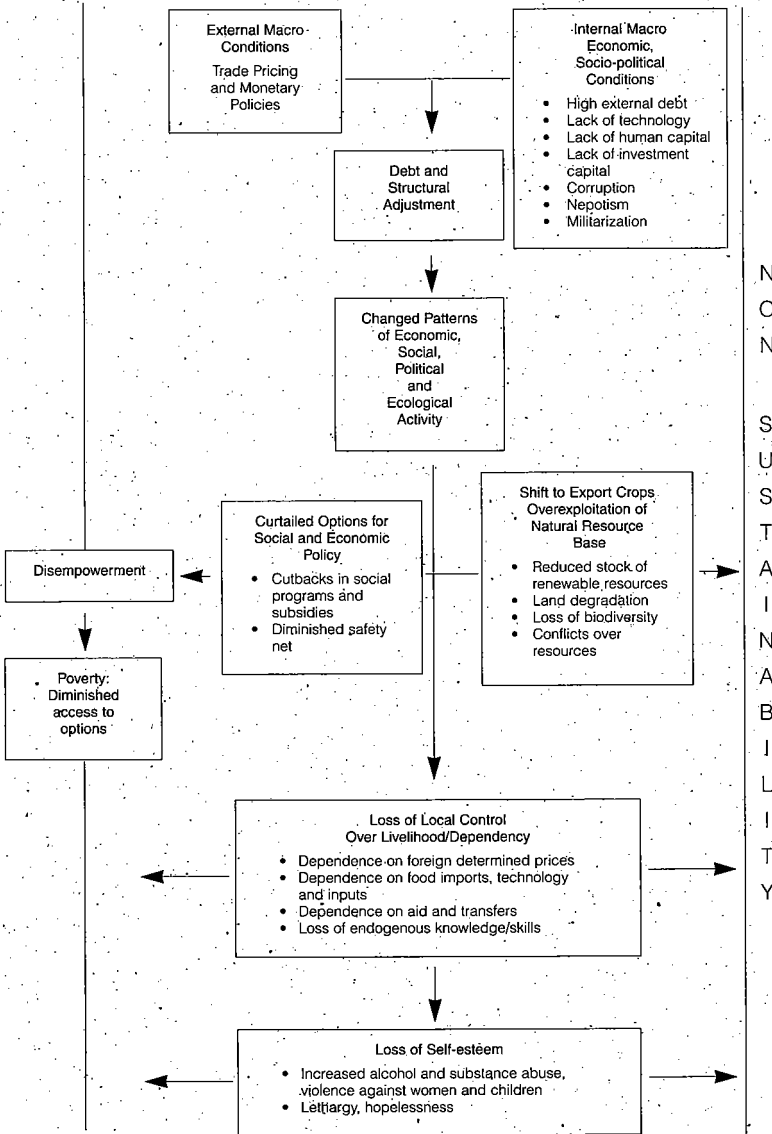 External Macro
Conditions
Trade Pricing
and Monetary
Policies
Internal Macro
Economic,
Socio-political
Conditions
• High external debt
• Lack of technology
• Lack of human capital
• Lack of investment
capital
• Corruption
• Nepotism
• Militarization
Debt and
Structural
Adjustment
Changed Patterns
of Economic,
Social,
Political
and
Ecological
Activity
Curtailed Options for
Social and Economic
Policy
• Cutbacks in social
programs and
subsidies
• Diminished safety
net
Shift to Export Crops
Overexploitation of
Natural Resource
Base
• Reduced stock of
renewable resources
• Land degradation
• Loss of biodiversity
• Conflicts over
resources
Disempowerment
Poverty:
Diminished
access to
options
Loss of Local Control
Over Livelihood/Dependency
• Dependence on foreign determined prices
• Dependence on food imports, technology
and inputs
• Dependence on aid and transfers
• Loss of endogenous knowledge/skills
Loss of Self-esteem
• Increased alcohol and substance abuse,
violence against women and children
• Lethargy, hopelessness
NON SUSTAINABILITY